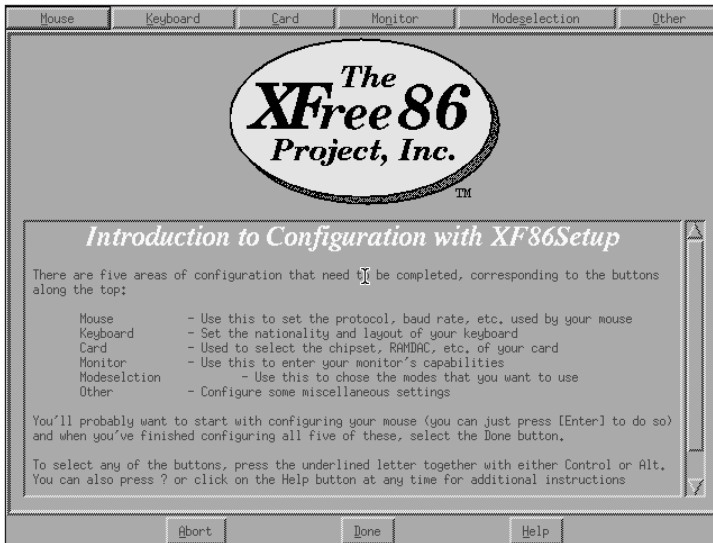 Mouse Keyboard Card Monitor Modeselection Other
The
XFree86
Project, Inc.
TM
Introduction to Configuration with XF86Setup
There are five areas of configuration that need to be completed, corresponding to the buttons
along the top:
Mouse - Use this to set the protocol, baud rate, etc. used by your mouse
Keyboard - Set the nationality and layout of your keyboard
Card - Used to select the chipset, RAMDAC, etc. of your card
Monitor - Use this to enter your monitor's capabilities
Modeselction - Use this to chose the modes that you want to use
Other - Configure some miscellaneous settings
You'll probably want to start with configuring your mouse (you can just press [Enter] to do so)
and when you've finished configuring all five of these, select the Done button.
To select any of the buttons, press the underlined letter together with either Control or Alt.
You can also press ? or click on the Help button at any time for additional instructions
Abort Done Help